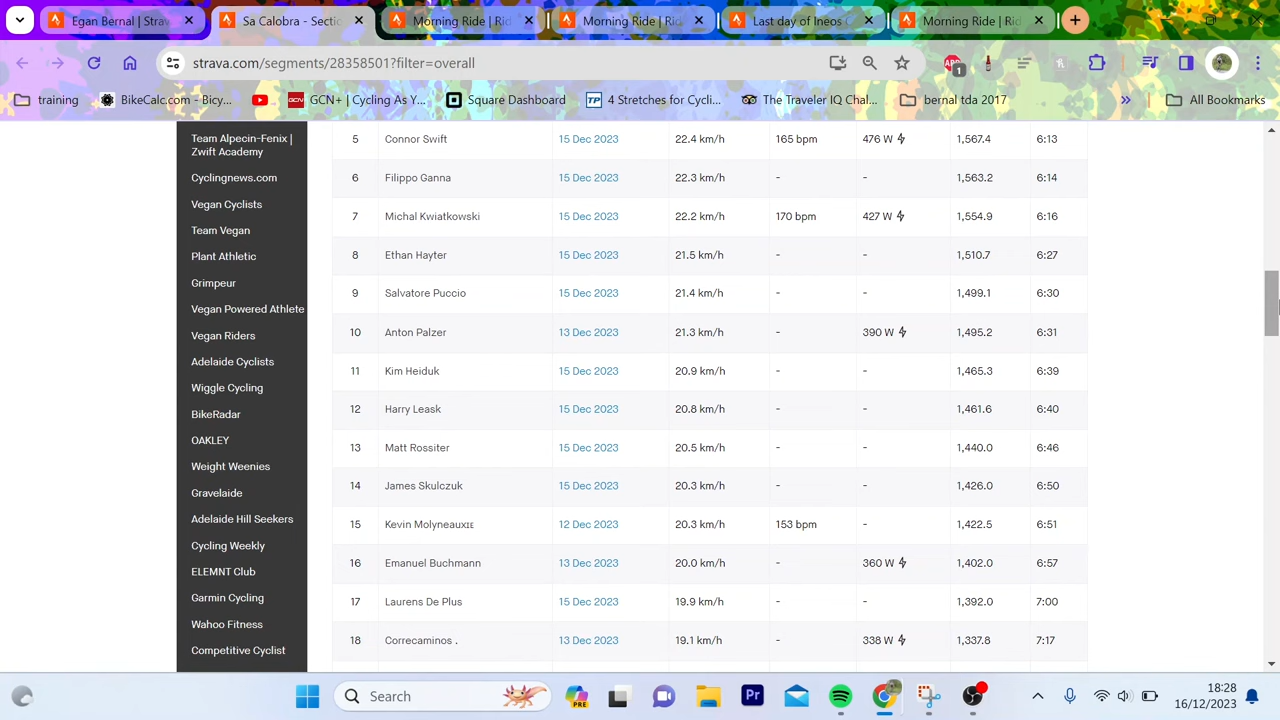 Egan Bernal | Strav
Sa Calobra - Sectio
Morning Ride | Rid
Morning Ride | Rid
Last day of Ineos C
Morning Ride | Rid
strava.com/segments/28358501?filter=overall
1
training
BikeCalc.com - Bicy...
GCN+ | Cycling As Y...
Square Dashboard
4 Stretches for Cycli...
The Traveler IQ Chal...
bernal tda 2017
All Bookmarks
Team Alpecin-Fenix |
Zwift Academy
Cyclingnews.com
Vegan Cyclists
Team Vegan
Plant Athletic
Grimpeur
Vegan Powered Athlete
Vegan Riders
Adelaide Cyclists
Wiggle Cycling
BikeRadar
OAKLEY
Weight Weenies
Gravelaide
Adelaide Hill Seekers
Cycling Weekly
ELEMNT Club
Garmin Cycling
Wahoo Fitness
Competitive Cyclist
5 Connor Swift 15 Dec 2023 22.4 km/h 165 bpm 476 W 1,567.4 6:13
6 Filippo Ganna 15 Dec 2023 22.3 km/h - - 1,563.2 6:14
7 Michal Kwiatkowski 15 Dec 2023 22.2 km/h 170 bpm 427 W 1,554.9 6:16
8 Ethan Hayter 15 Dec 2023 21.5 km/h - - 1,510.7 6:27
9 Salvatore Puccio 15 Dec 2023 21.4 km/h - - 1,499.1 6:30
10 Anton Palzer 13 Dec 2023 21.3 km/h - 390 W 1,495.2 6:31
11 Kim Heiduk 15 Dec 2023 20.9 km/h - - 1,465.3 6:39
12 Harry Leask 15 Dec 2023 20.8 km/h - - 1,461.6 6:40
13 Matt Rossiter 15 Dec 2023 20.5 km/h - - 1,440.0 6:46
14 James Skulczuk 15 Dec 2023 20.3 km/h - - 1,426.0 6:50
15 Kevin Molyneauxɪʟ 12 Dec 2023 20.3 km/h 153 bpm - 1,422.5 6:51
16 Emanuel Buchmann 13 Dec 2023 20.0 km/h - 360 W 1,402.0 6:57
17 Laurens De Plus 15 Dec 2023 19.9 km/h - - 1,392.0 7:00
18 Correcaminos . 13 Dec 2023 19.1 km/h - 338 W 1,337.8 7:17
Search
PRE
Pr
18:28
16/12/2023